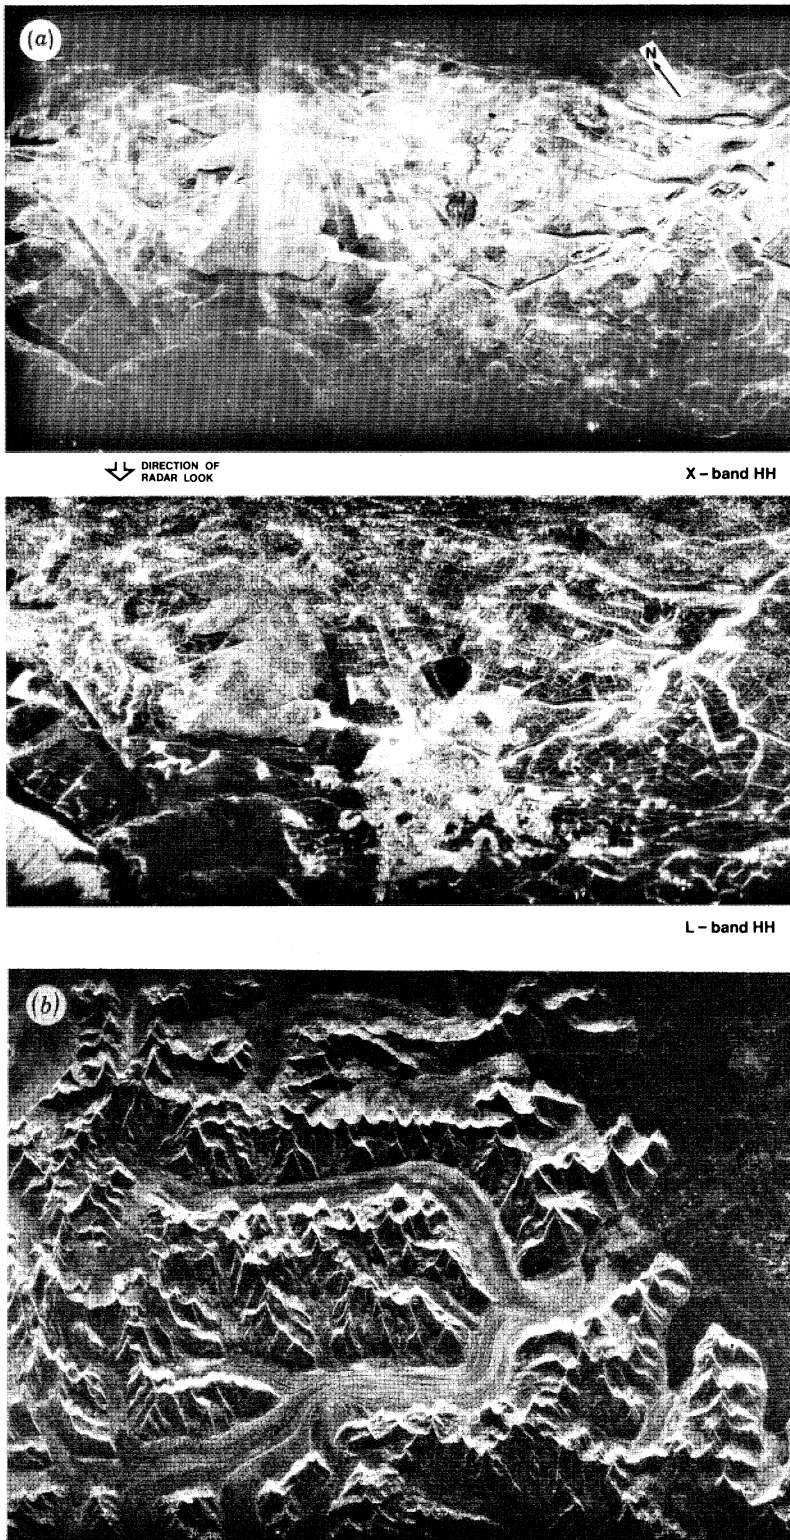 (a)
N
DIRECTION OF
RADAR LOOK
X – band HH
L – band HH
(b)